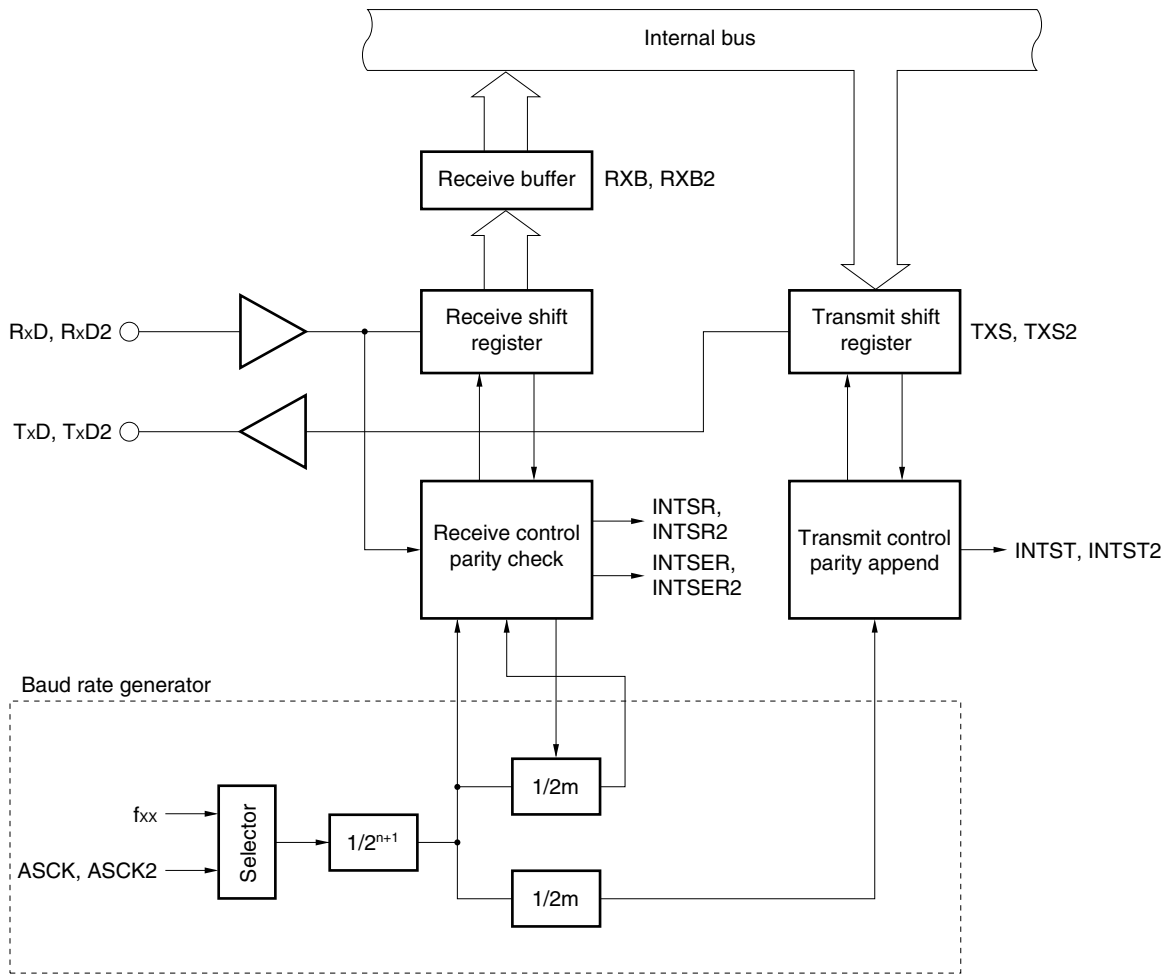 Internal bus
Receive buffer
RXB, RXB2
RxD, RxD2
Receive shift
register
Transmit shift
register
TXS, TXS2
TxD, TxD2
Receive control
parity check
INTSR,
INTSR2
INTSER,
INTSER2
Transmit control
parity append
INTST, INTST2
Baud rate generator
fxx
ASCK, ASCK2
Selector
1/2ⁿ⁺¹
1/2m
1/2m